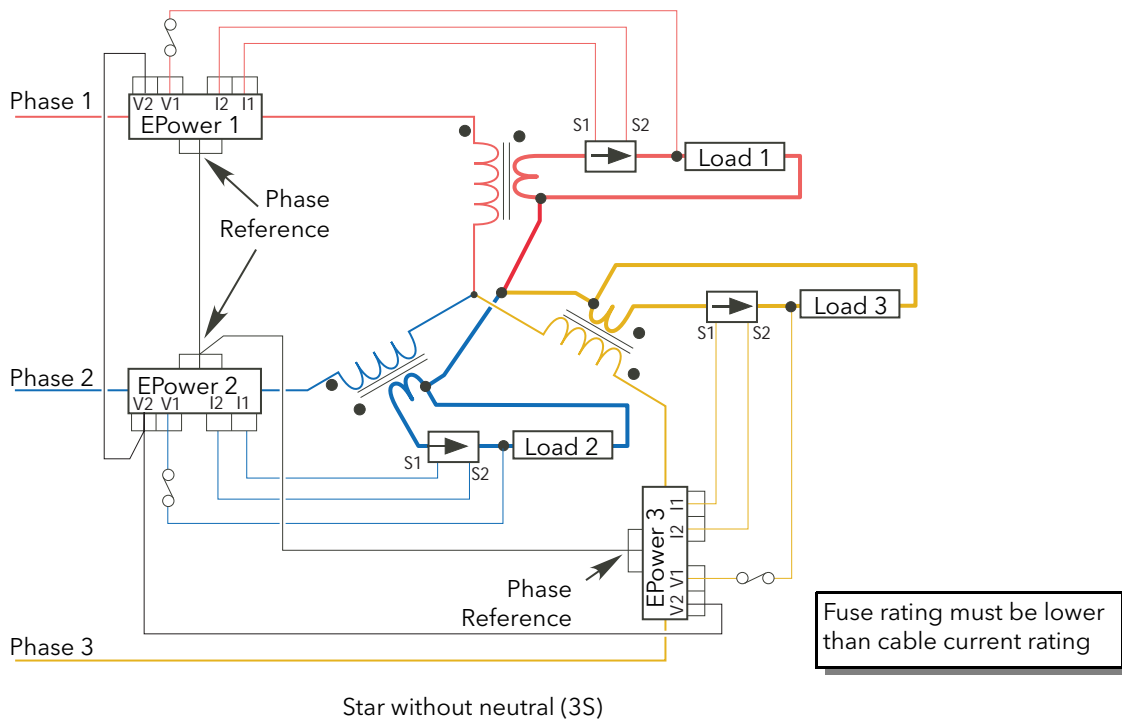 Phase 1
V2 V1 I2 I1
EPower 1
S1 S2
Load 1
Phase
Reference
Load 3
S1 S2
Phase 2
EPower 2
V2 V1 I2 I1
S1 S2
Load 2
EPower 3
I1
I2
V1
V2
Phase
Reference
Fuse rating must be lower
than cable current rating
Phase 3
Star without neutral (3S)